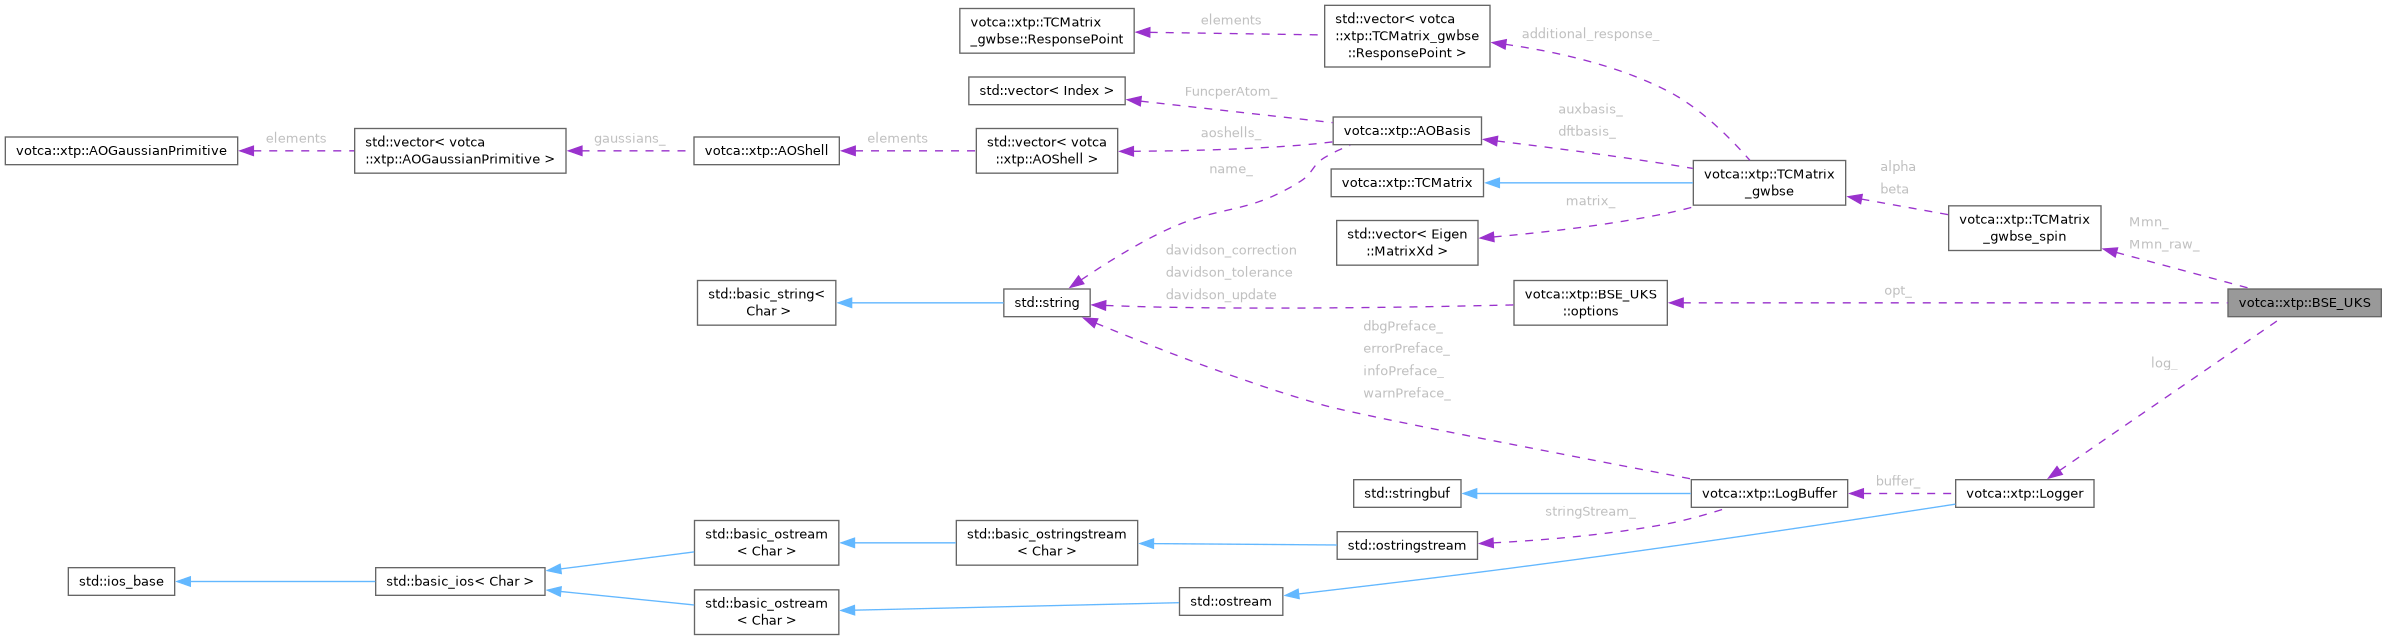 votca::xtp::TCMatrix
_gwbse::ResponsePoint
elements
std::vector< votca
::xtp::TCMatrix_gwbse
::ResponsePoint >
additional_response_
std::vector< Index >
FuncperAtom_
votca::xtp::AOGaussianPrimitive
elements
std::vector< votca
::xtp::AOGaussianPrimitive >
gaussians_
votca::xtp::AOShell
elements
std::vector< votca
::xtp::AOShell >
aoshells_
name_
votca::xtp::AOBasis
auxbasis_
dftbasis_
votca::xtp::TCMatrix
votca::xtp::TCMatrix
_gwbse
matrix_
std::vector< Eigen
::MatrixXd >
alpha
beta
votca::xtp::TCMatrix
_gwbse_spin
Mmn_
Mmn_raw_
std::basic_string<
Char >
std::string
davidson_correction
davidson_tolerance
davidson_update
votca::xtp::BSE_UKS
::options
opt_
votca::xtp::BSE_UKS
dbgPreface_
errorPreface_
infoPreface_
warnPreface_
log_
std::stringbuf
votca::xtp::LogBuffer
buffer_
votca::xtp::Logger
stringStream_
std::basic_ostream
< Char >
std::basic_ostringstream
< Char >
std::ostringstream
std::ios_base
std::basic_ios< Char >
std::basic_ostream
< Char >
std::ostream